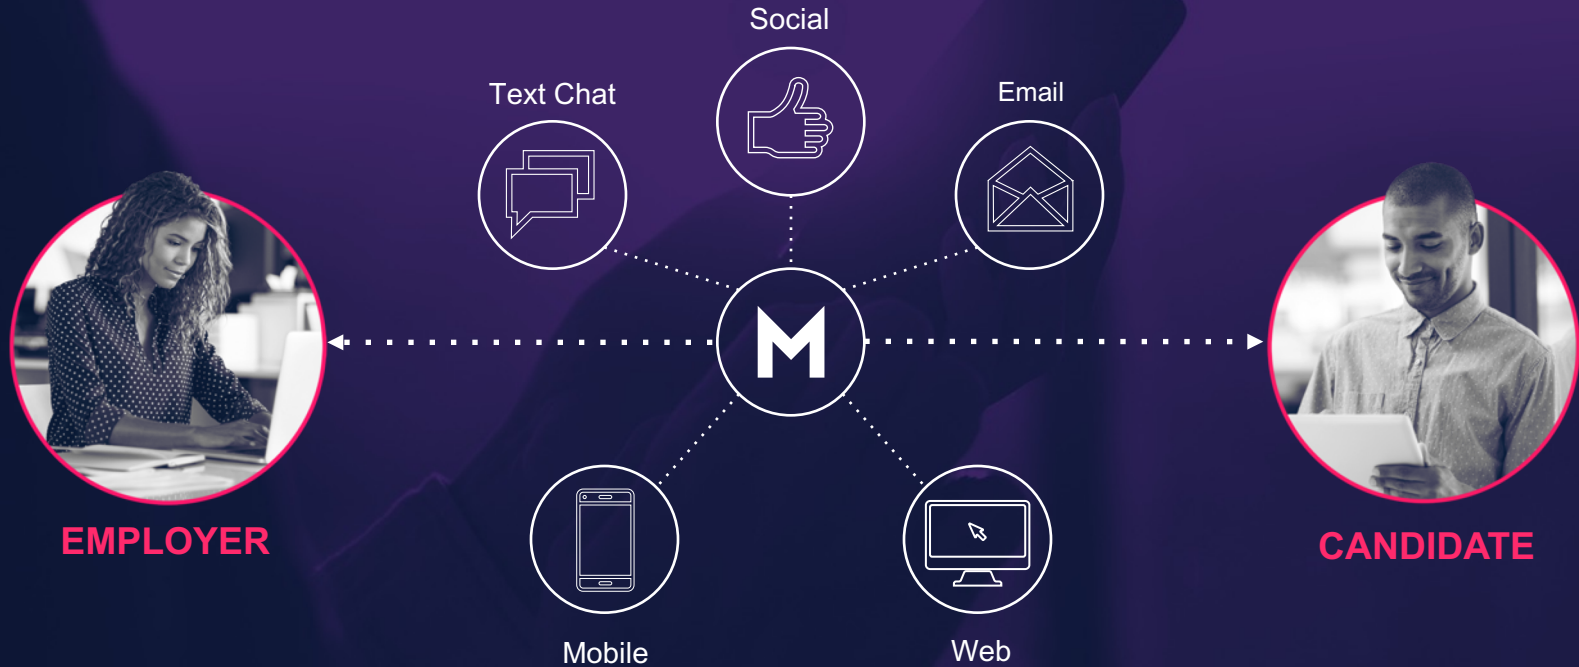 Social
Text Chat
Email
M
EMPLOYER
CANDIDATE
Mobile
Web